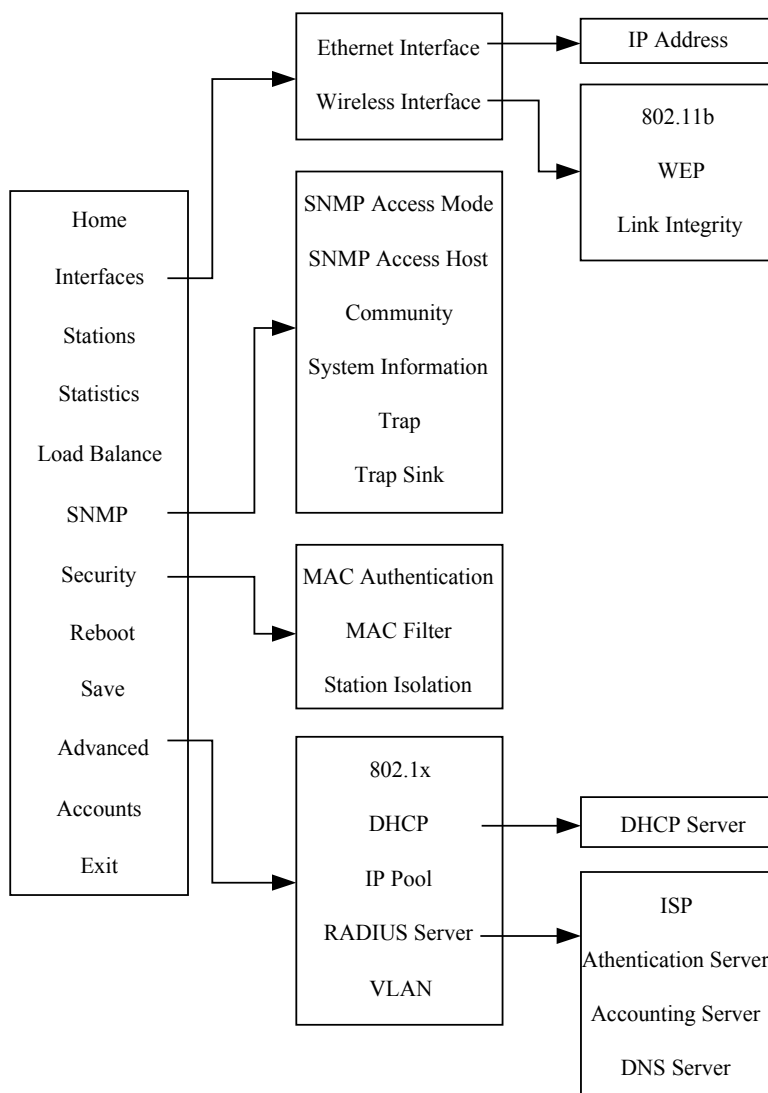 Home
Interfaces
Stations
Statistics
Load Balance
SNMP
Security
Reboot
Save
Advanced
Accounts
Exit
Ethernet Interface
Wireless Interface
SNMP Access Mode
SNMP Access Host
Community
System Information
Trap
Trap Sink
MAC Authentication
MAC Filter
Station Isolation
802.1x
DHCP
IP Pool
RADIUS Server
VLAN
IP Address
802.11b
WEP
Link Integrity
DHCP Server
ISP
Athentication Server
Accounting Server
DNS Server